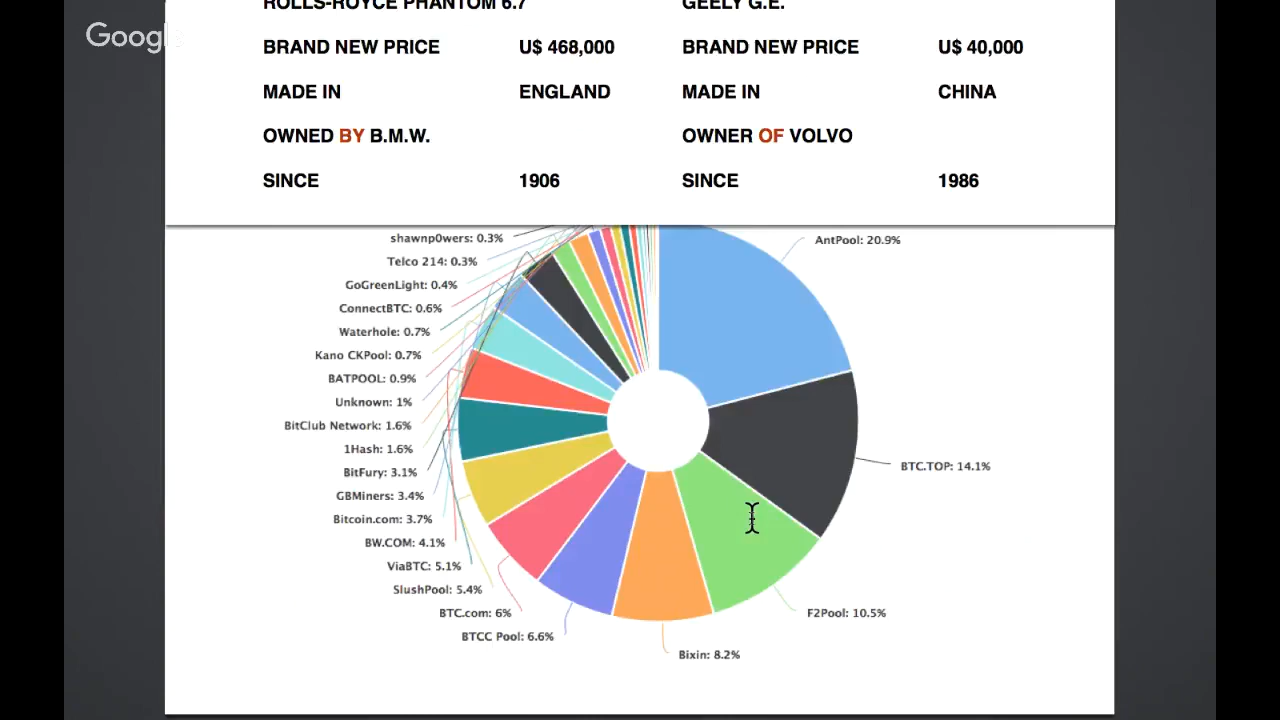 ROLLS-ROYCE PHANTOM 6.7 GEELY G.E.
Google
BRAND NEW PRICE U$ 468,000 BRAND NEW PRICE U$ 40,000
MADE IN ENGLAND MADE IN CHINA
OWNED BY B.M.W. OWNER OF VOLVO
SINCE 1906 SINCE 1986
shawnp0wers: 0.3%
AntPool: 20.9%
Telco 214: 0.3%
GoGreenLight: 0.4%
ConnectBTC: 0.6%
Waterhole: 0.7%
Kano CKPool: 0.7%
BATPOOL: 0.9%
Unknown: 1%
BitClub Network: 1.6%
1Hash: 1.6%
BitFury: 3.1%
BTC.TOP: 14.1%
GBMiners: 3.4%
Bitcoin.com: 3.7%
BW.COM: 4.1%
ViaBTC: 5.1%
SlushPool: 5.4%
BTC.com: 6%
F2Pool: 10.5%
BTCC Pool: 6.6%
Bixin: 8.2%